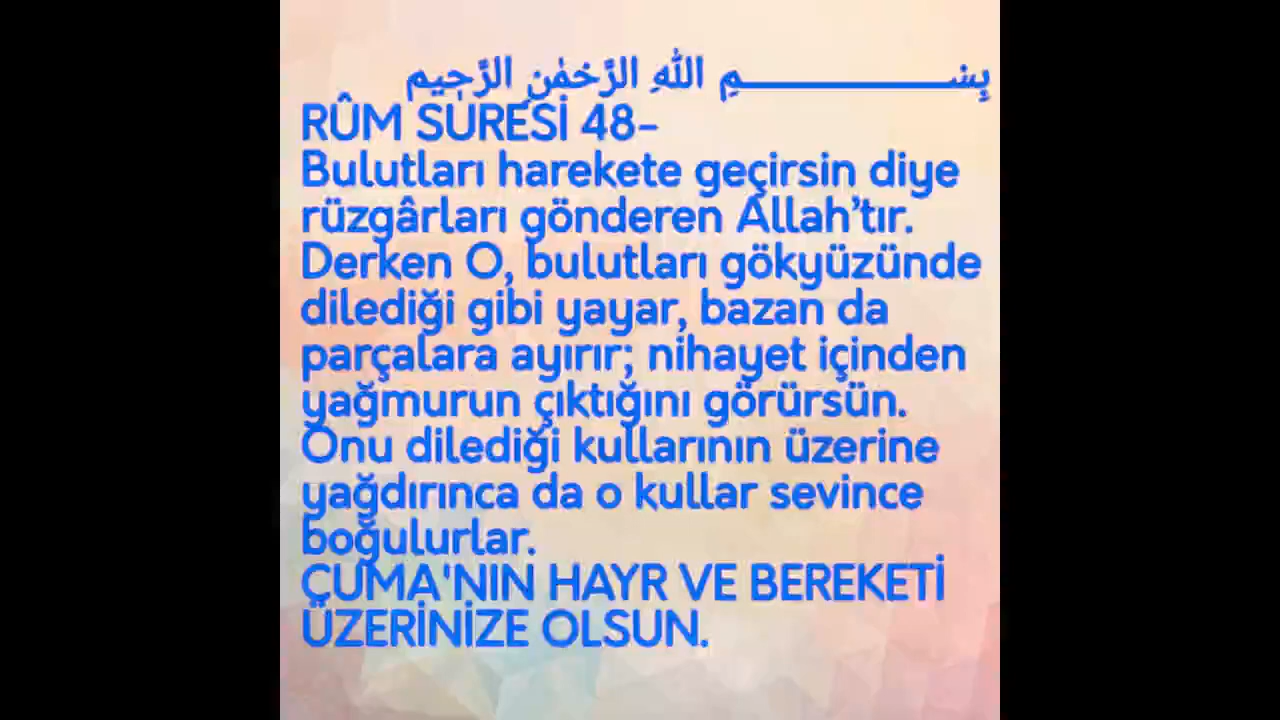 بِسْــــــــــــــــــمِ اللهِ الرَّحْمٰنِ الرَّحٖيمِ
RÛM SURESİ 48-
Bulutları harekete geçirsin diye
rüzgârları gönderen Allah’tır.
Derken O, bulutları gökyüzünde
dilediği gibi yayar, bazan da
parçalara ayırır; nihayet içinden
yağmurun çıktığını görürsün.
Onu dilediği kullarının üzerine
yağdırınca da o kullar sevince
boğulurlar.
CUMA'NIN HAYR VE BEREKETİ
ÜZERİNİZE OLSUN.